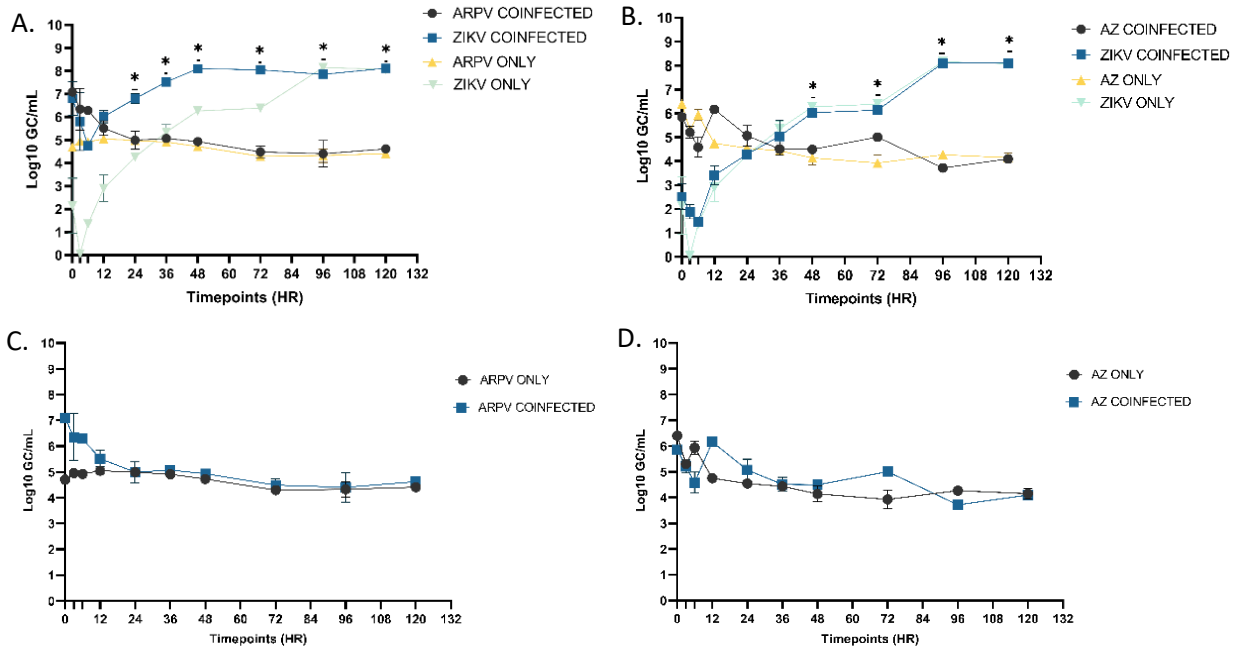 A.
ARPV COINFECTED
ZIKV COINFECTED
ARPV ONLY
ZIKV ONLY
Log10 GC/mL
10
9
8
7
6
5
4
3
2
1
0
* * * * * *
0 12 24 36 48 60 72 84 96 108 120 132
Timepoints (HR)
B.
AZ COINFECTED
ZIKV COINFECTED
AZ ONLY
ZIKV ONLY
Log10 GC/mL
10
9
8
7
6
5
4
3
2
1
0
* * * *
0 12 24 36 48 60 72 84 96 108 120 132
Timepoints (HR)
C.
ARPV ONLY
ARPV COINFECTED
Log10 GC/mL
10
9
8
7
6
5
4
3
2
1
0
0 12 24 36 48 60 72 84 96 108 120 132
Timepoints (HR)
D.
AZ ONLY
AZ COINFECTED
Log10 GC/mL
10
9
8
7
6
5
4
3
2
1
0
0 12 24 36 48 60 72 84 96 108 120 132
Timepoints (HR)